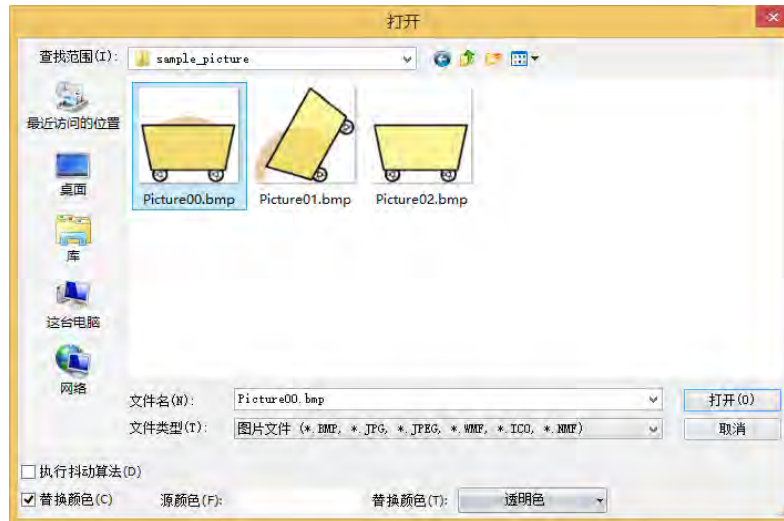 打开
查找范围(I): sample_picture
最近访问的位置
桌面
库
这台电脑
网络
Picture00.bmp Picture01.bmp Picture02.bmp
文件名(N): Picture00.bmp 打开(O)
文件类型(T): 图片文件 (*.BMP, *.JPG, *.JPEG, *.WMF, *.ICO, *.NMF) 取消
执行抖动算法(D)
替换颜色(C) 源颜色(F): 替换颜色(T): 透明色